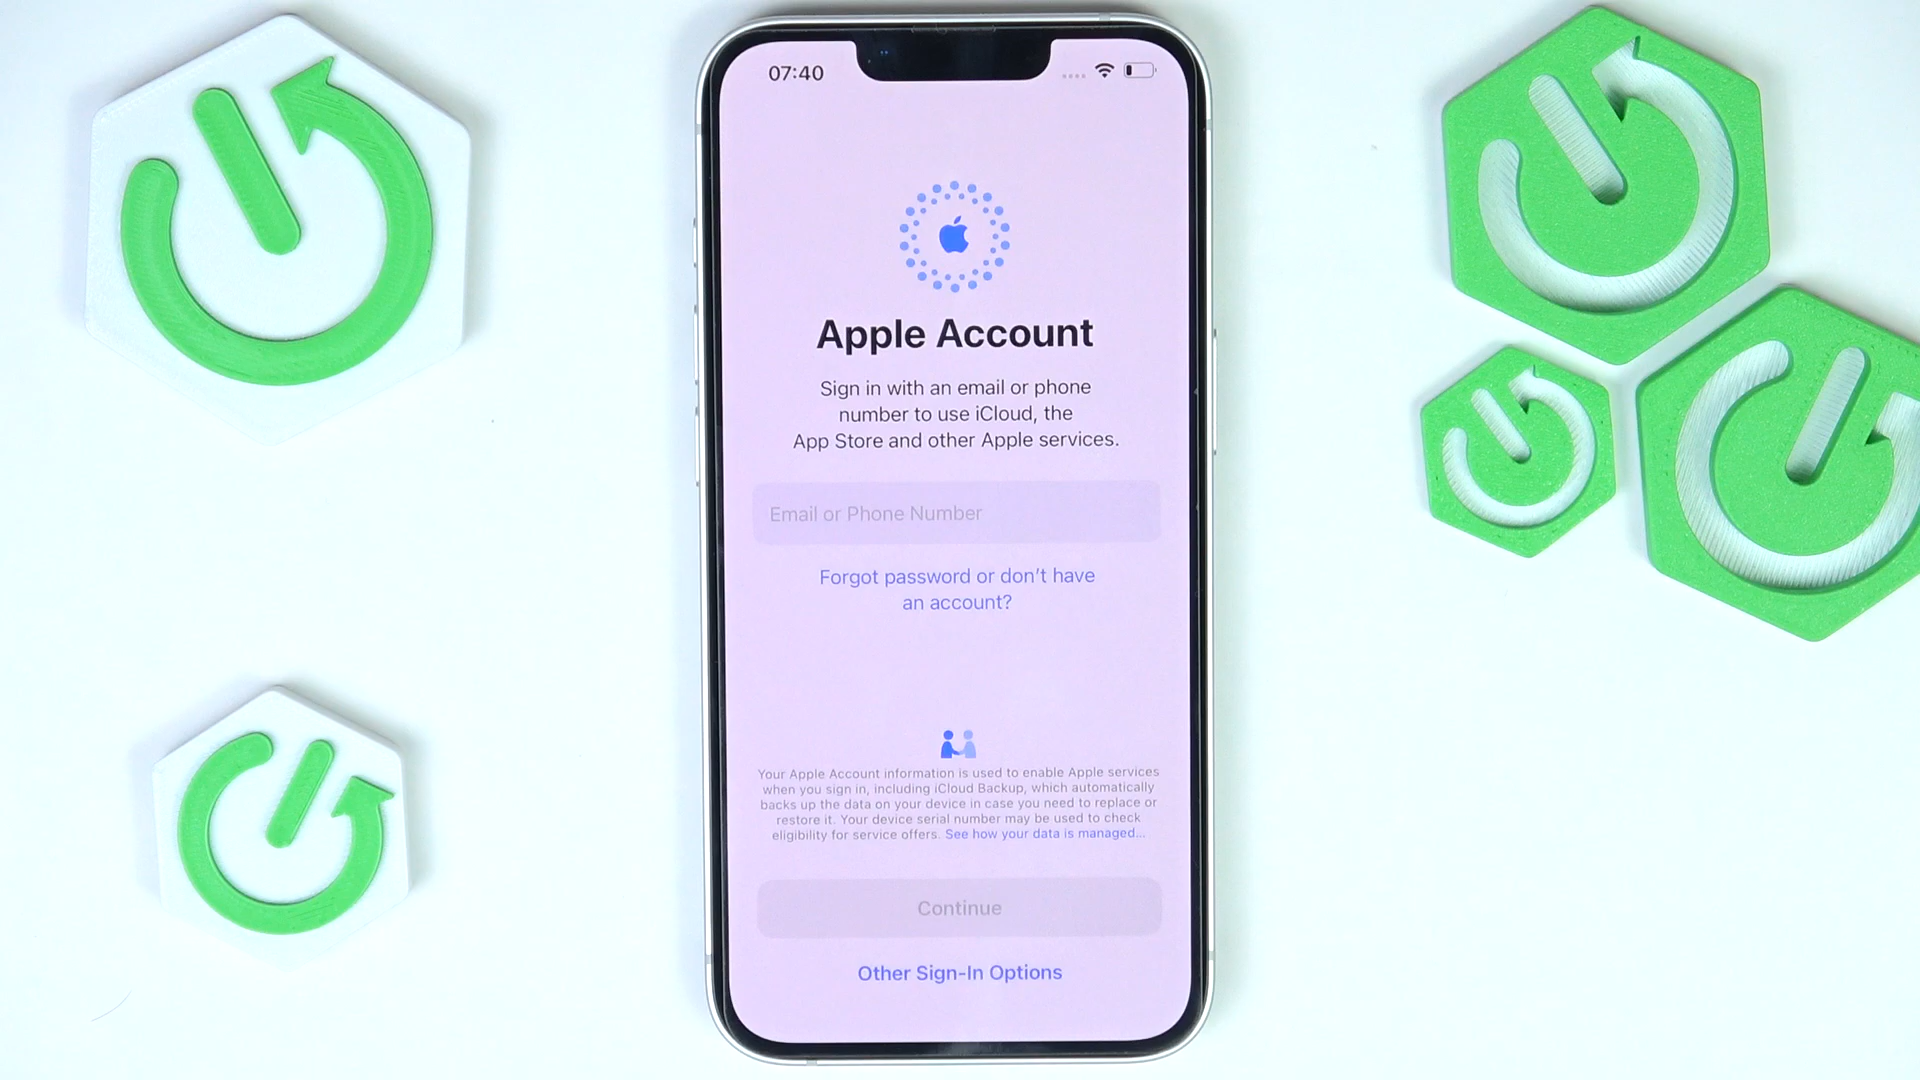 07:40
Apple Account
Sign in with an email or phone
number to use iCloud, the
App Store and other Apple services.
Email or Phone Number
Forgot password or don't have
an account?
Your Apple Account information is used to enable Apple services
when you sign in, including iCloud Backup, which automatically
backs up the data on your device in case you need to replace or
restore it. Your device serial number may be used to check
eligibility for service offers. See how your data is managed...
Continue
Other Sign-In Options